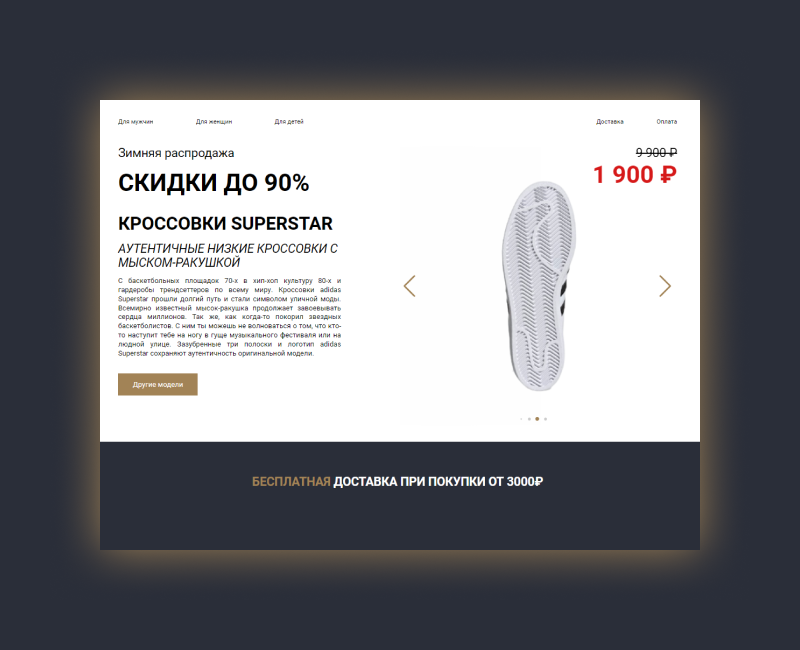 Для мужчин Для женщин Для детей Доставка Оплата
Зимняя распродажа
СКИДКИ ДО 90%
9 900 ₽
1 900 ₽
КРОССОВКИ SUPERSTAR
АУТЕНТИЧНЫЕ НИЗКИЕ КРОССОВКИ С
МЫСКОМ-РАКУШКОЙ
С баскетбольных площадок 70-х в хип-хоп культуру 80-х и
гардеробы трендсеттеров по всему миру. Кроссовки adidas
Superstar прошли долгий путь и стали символом уличной моды.
Всемирно известный мысок-ракушка продолжает завоевывать
сердца миллионов. Так же, как когда-то покорил звездных
баскетболистов. С ним ты можешь не волноваться о том, что кто-
то наступит тебе на ногу в гуще музыкального фестиваля или на
людной улице. Зазубренные три полоски и логотип adidas
Superstar сохраняют аутентичность оригинальной модели.
Другие модели
БЕСПЛАТНАЯ ДОСТАВКА ПРИ ПОКУПКИ ОТ 3000₽